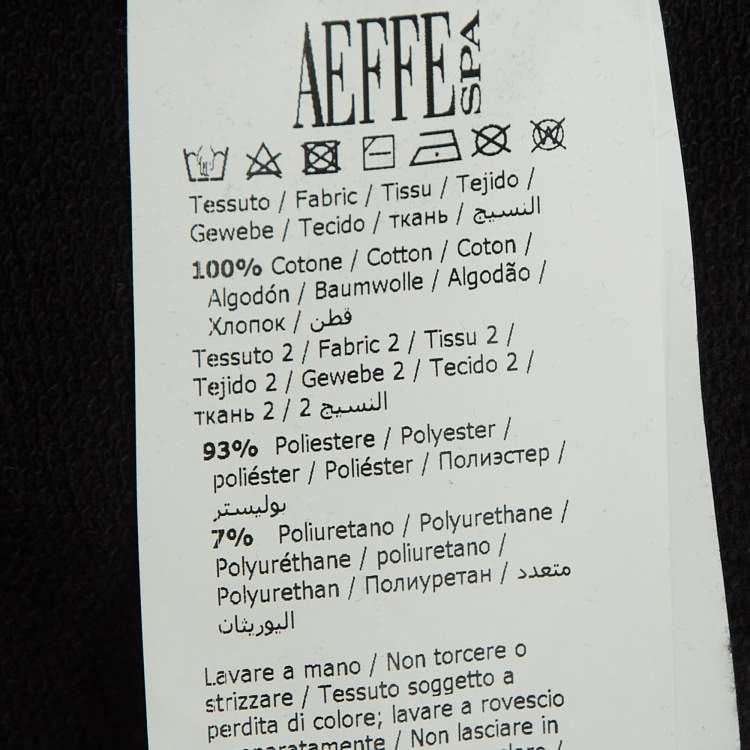 AEFFE SPA
W
Tessuto / Fabric / Tissu / Tejido /
Gewebe / Tecido / ткань / النسيج
100% Cotone / Cotton / Coton /
Algodón / Baumwolle / Algodão /
Хлопок / قطن
Tessuto 2 / Fabric 2 / Tissu 2 /
Tejido 2 / Gewebe 2 / Tecido 2 /
ткань 2 / 2 النسيج
93% Poliestere / Polyester /
poliéster / Poliéster / Полиэстер /
بوليستر
7% Poliuretano / Polyurethane /
Polyuréthane / poliuretano /
Polyurethan / Полиуретан / متعدد
اليوريثان
Lavare a mano / Non torcere o
strizzare / Tessuto soggetto a
perdita di colore; lavare a rovescio
/ Non lasciare in